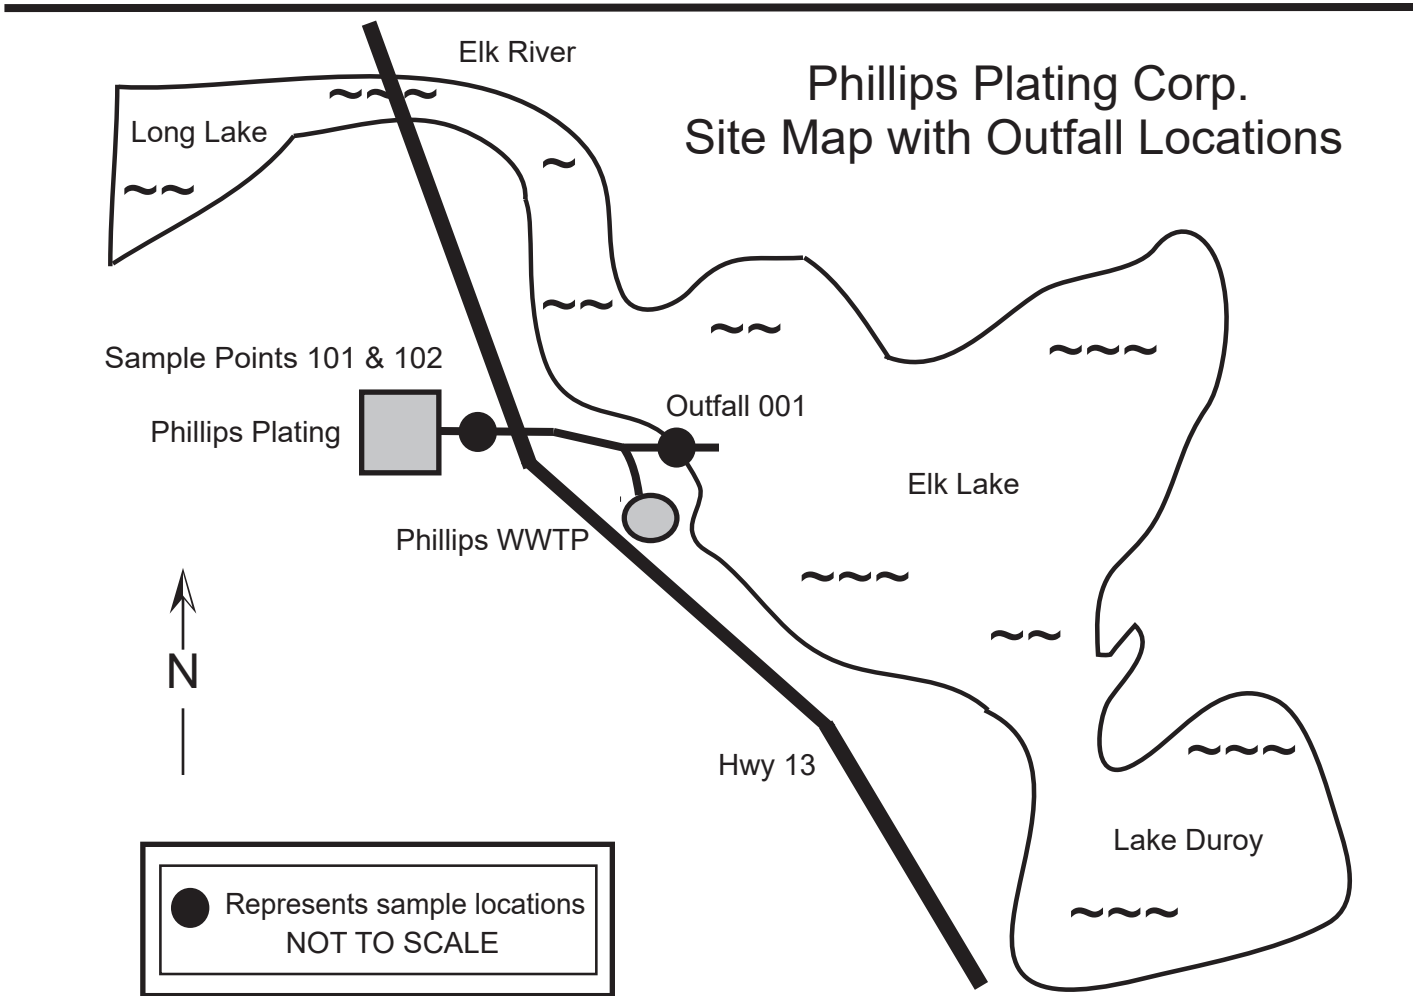 Elk River
Phillips Plating Corp.
Site Map with Outfall Locations
Long Lake
Sample Points 101 & 102
Phillips Plating
Outfall 001
Elk Lake
Phillips WWTP
N
Hwy 13
Lake Duroy
Represents sample locations
NOT TO SCALE